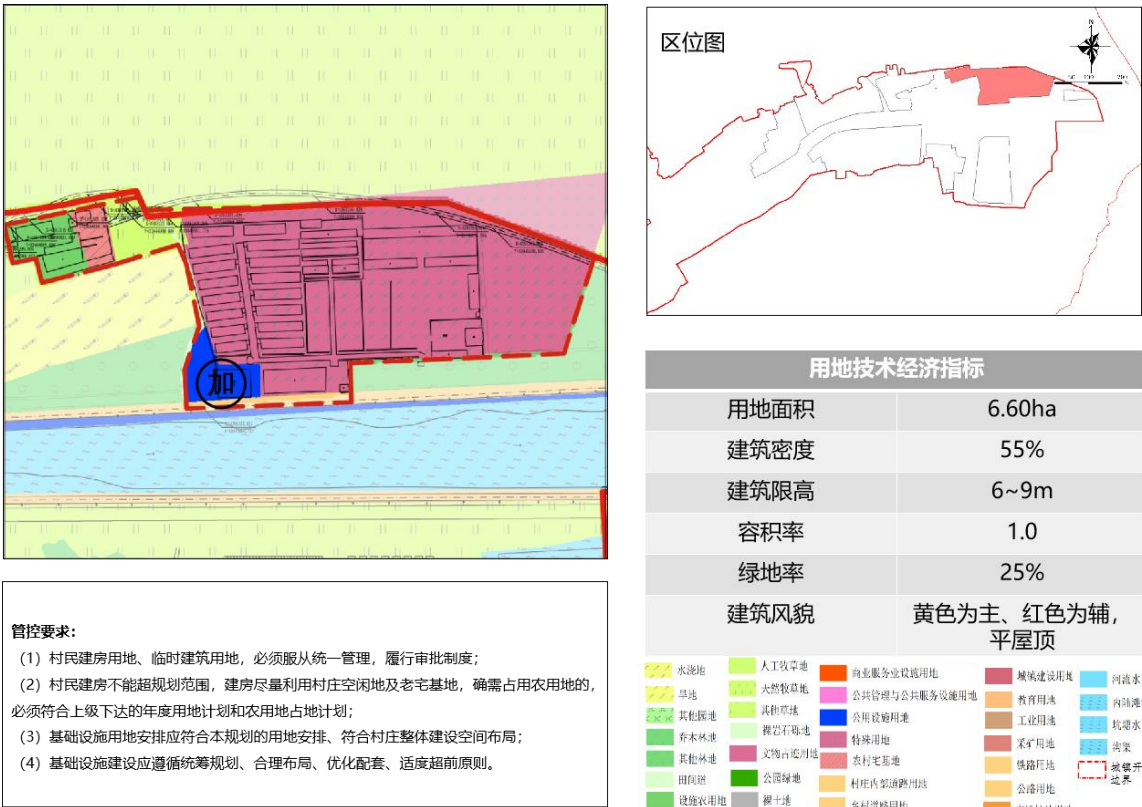 加
管控要求：
（1）村民建房用地、临时建筑用地，必须服从统一管理，履行审批制度；
（2）村民建房不能超规划范围，建房尽量利用村庄空闲地及老宅基地，确需占用农用地的，
必须符合上级下达的年度用地计划和农用地占地计划；
（3）基础设施用地安排应符合本规划的用地安排、符合村庄整体建设空间布局；
（4）基础设施建设应遵循统筹规划、合理布局、优化配套、适度超前原则。
区位图
N
用地技术经济指标
用地面积 6.60ha
建筑密度 55%
建筑限高 6~9m
容积率 1.0
绿地率 25%
建筑风貌 黄色为主、红色为辅，
平屋顶
水浇地
旱地
其他园地
乔木林地
其他林地
田间道
设施农用地
人工牧草地
天然牧草地
其他草地
裸岩石砾地
文物古迹用地
公园绿地
裸土地
商业服务业设施用地
公共管理与公共服务设施用地
公用设施用地
特殊用地
农村宅基地
村庄内部道路用地
乡村道路用地
城镇建设用地
教育用地
工业用地
采矿用地
铁路用地
公路用地
河流水
内陆滩
坑塘水
沟渠
城镇开
边界